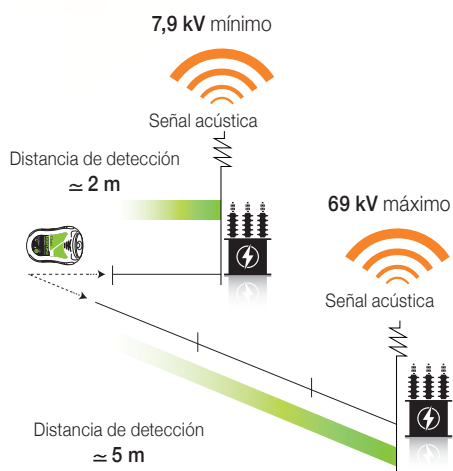 7,9 kV mínimo
Señal acústica
Distancia de detección
≃ 2 m
69 kV máximo
Señal acústica
Distancia de detección
≃ 5 m